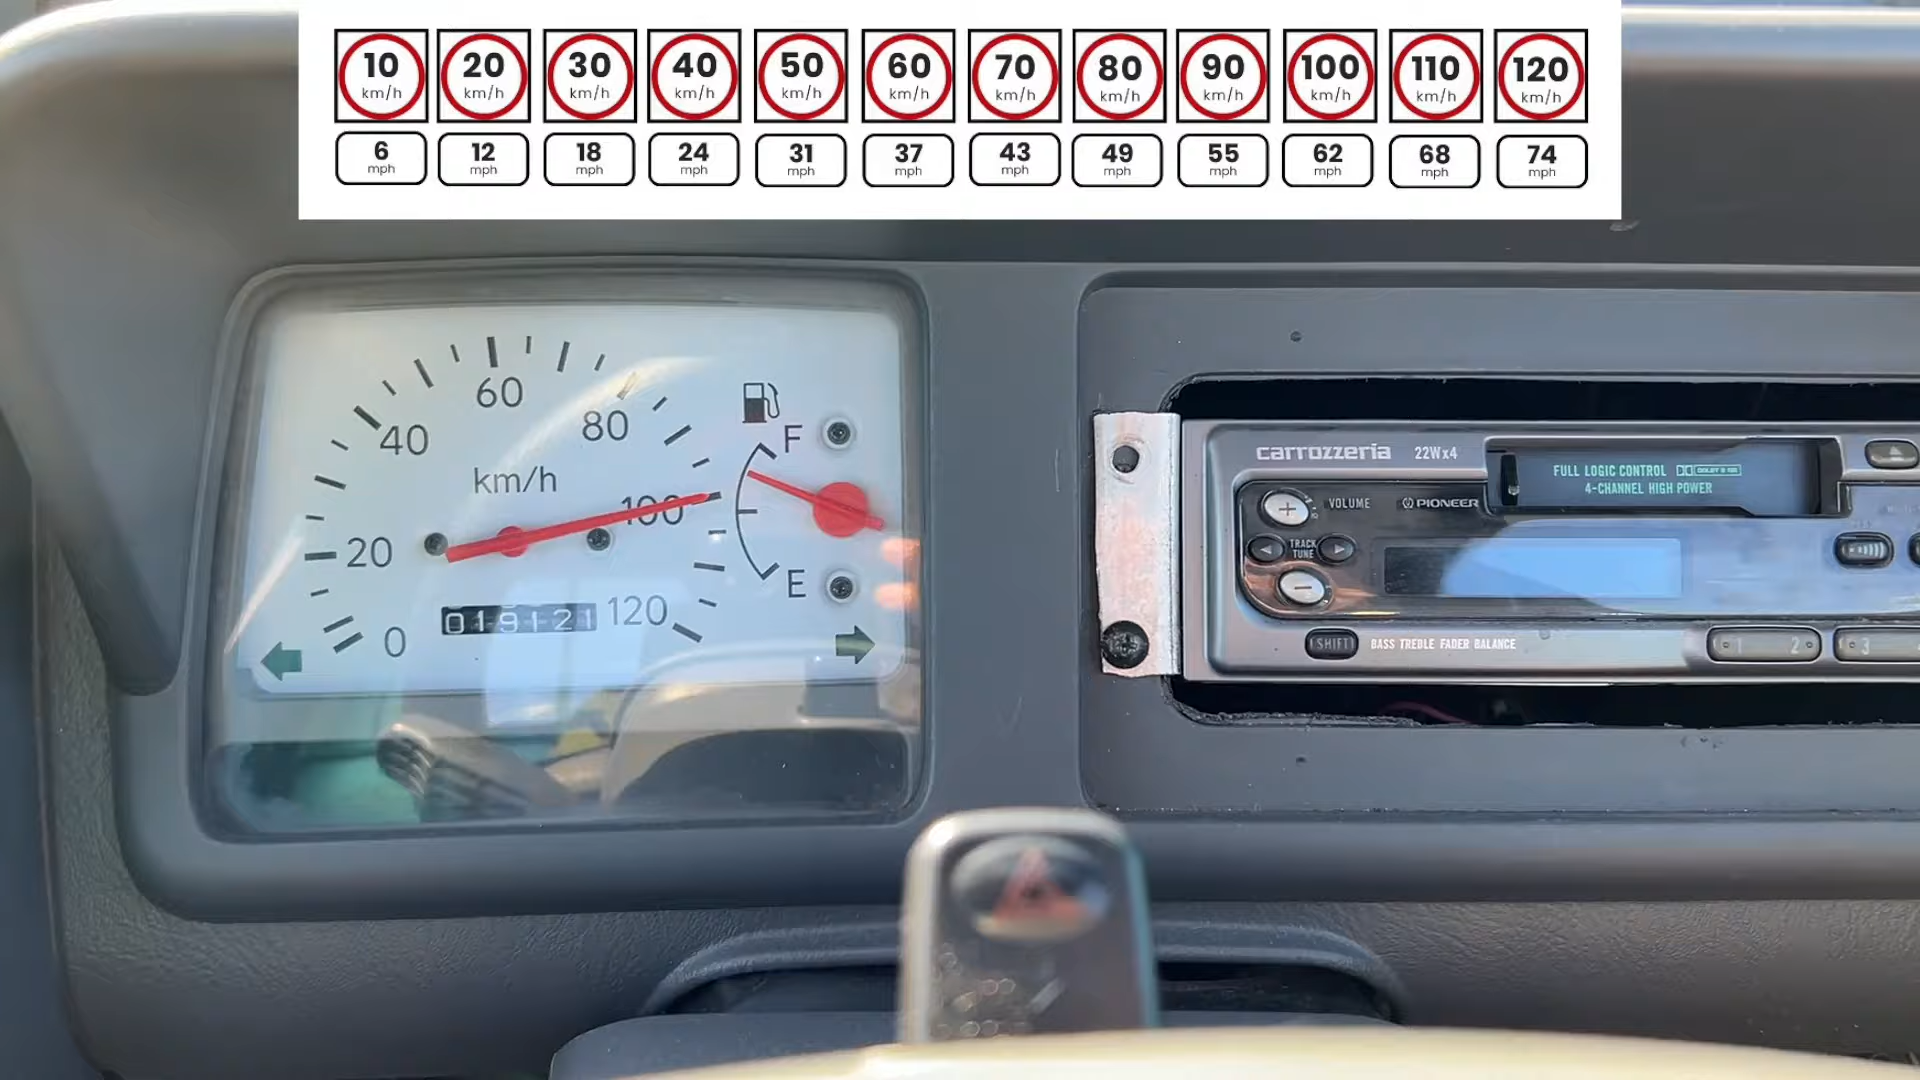 10 20 30 40 50 60 70 80 90 100 110 120
km/h km/h km/h km/h km/h km/h km/h km/h km/h km/h km/h km/h
6 12 18 24 31 37 43 49 55 62 68 74
mph mph mph mph mph mph mph mph mph mph mph mph
60
80
40
km/h
100
20
0
120
019121
F
E
carrozzeria 22Wx4
FULL LOGIC CONTROL DOLBY B NR
4-CHANNEL HIGH POWER
VOLUME PIONEER
TRACK
TUNE
SHIFT BASS TREBLE FADER BALANCE
1 2 3